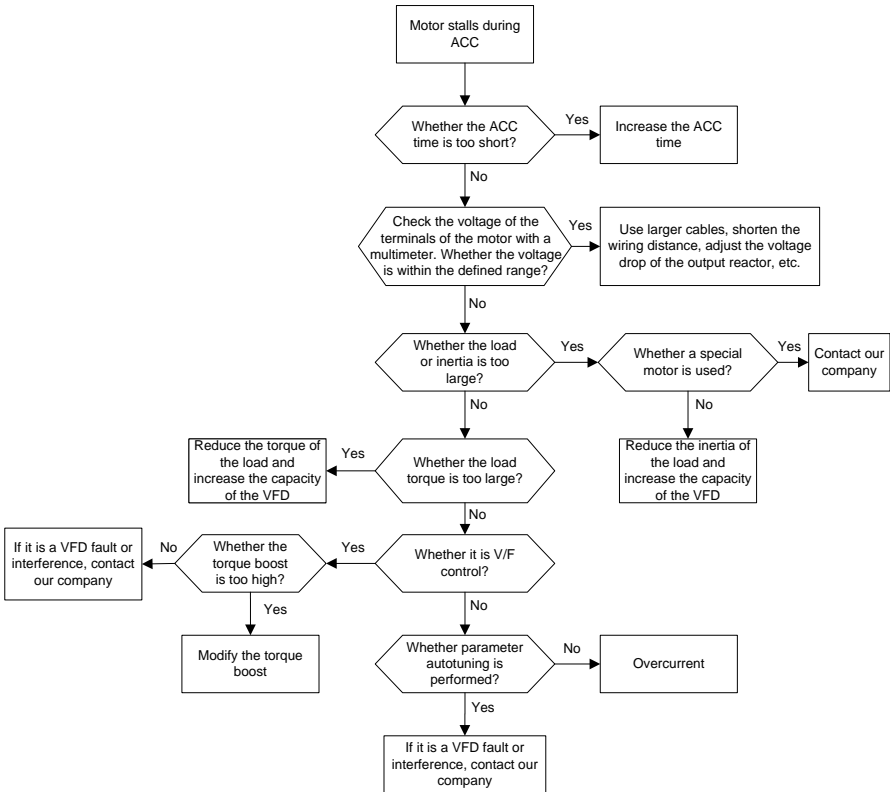 Motor stalls during
ACC
Whether the ACC
time is too short?
Yes
Increase the ACC
time
No
Check the voltage of the
terminals of the motor with a
multimeter. Whether the voltage
is within the defined range?
Yes
Use larger cables, shorten the
wiring distance, adjust the voltage
drop of the output reactor, etc.
No
Whether the load
or inertia is too
large?
Yes
Whether a special
motor is used?
Yes
Contact our
company
No
No
Reduce the torque of
the load and
increase the capacity
of the VFD
Yes
Whether the load
torque is too large?
Reduce the inertia of
the load and
increase the capacity
of the VFD
No
If it is a VFD fault or
interference, contact
our company
No
Whether the
torque boost
is too high?
Yes
Whether it is V/F
control?
Yes
No
Modify the torque
boost
Whether parameter
autotuning is
performed?
No
Overcurrent
Yes
If it is a VFD fault or
interference, contact our
company